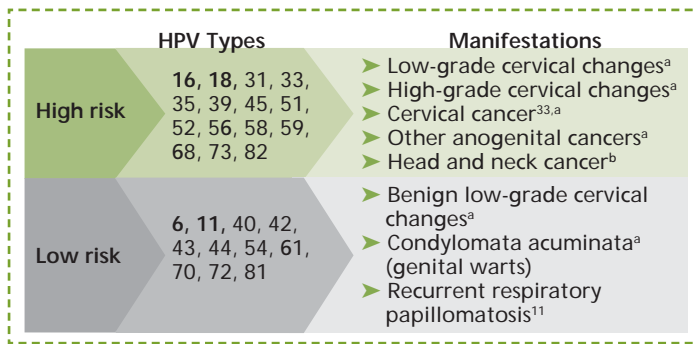 HPV Types
Manifestations
High risk
16, 18, 31, 33,
35, 39, 45, 51,
52, 56, 58, 59,
68, 73, 82
➤ Low-grade cervical changesᵃ
➤ High-grade cervical changesᵃ
➤ Cervical cancer³³,ᵃ
➤ Other anogenital cancersᵃ
➤ Head and neck cancerᵇ
Low risk
6, 11, 40, 42,
43, 44, 54, 61,
70, 72, 81
➤ Benign low-grade cervical
changesᵃ
➤ Condylomata acuminataᵃ
(genital warts)
➤ Recurrent respiratory
papillomatosis¹¹